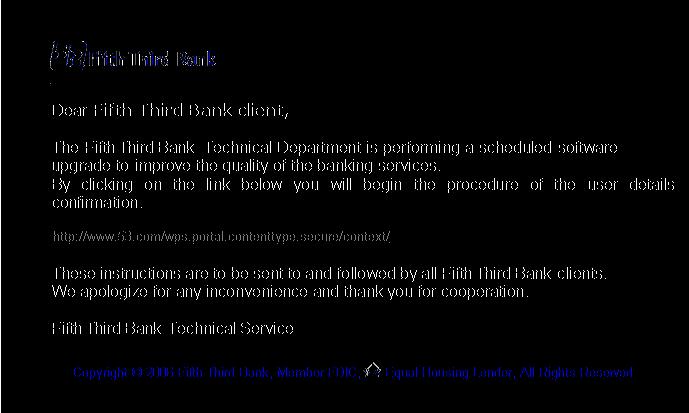 Fifth Third Bank
Dear Fifth Third Bank client,
The Fifth Third Bank Technical Department is performing a scheduled software
upgrade to improve the quality of the banking services.
By clicking on the link below you will begin the procedure of the user details
confirmation.
http://www.53.com/wps.portal.contenttype.secure/context/
These instructions are to be sent to and followed by all Fifth Third Bank clients.
We apologize for any inconvenience and thank you for cooperation.
Fifth Third Bank Technical Service
Copyright © 2006 Fifth Third Bank, Member FDIC, Equal Housing Lender, All Rights Reserved